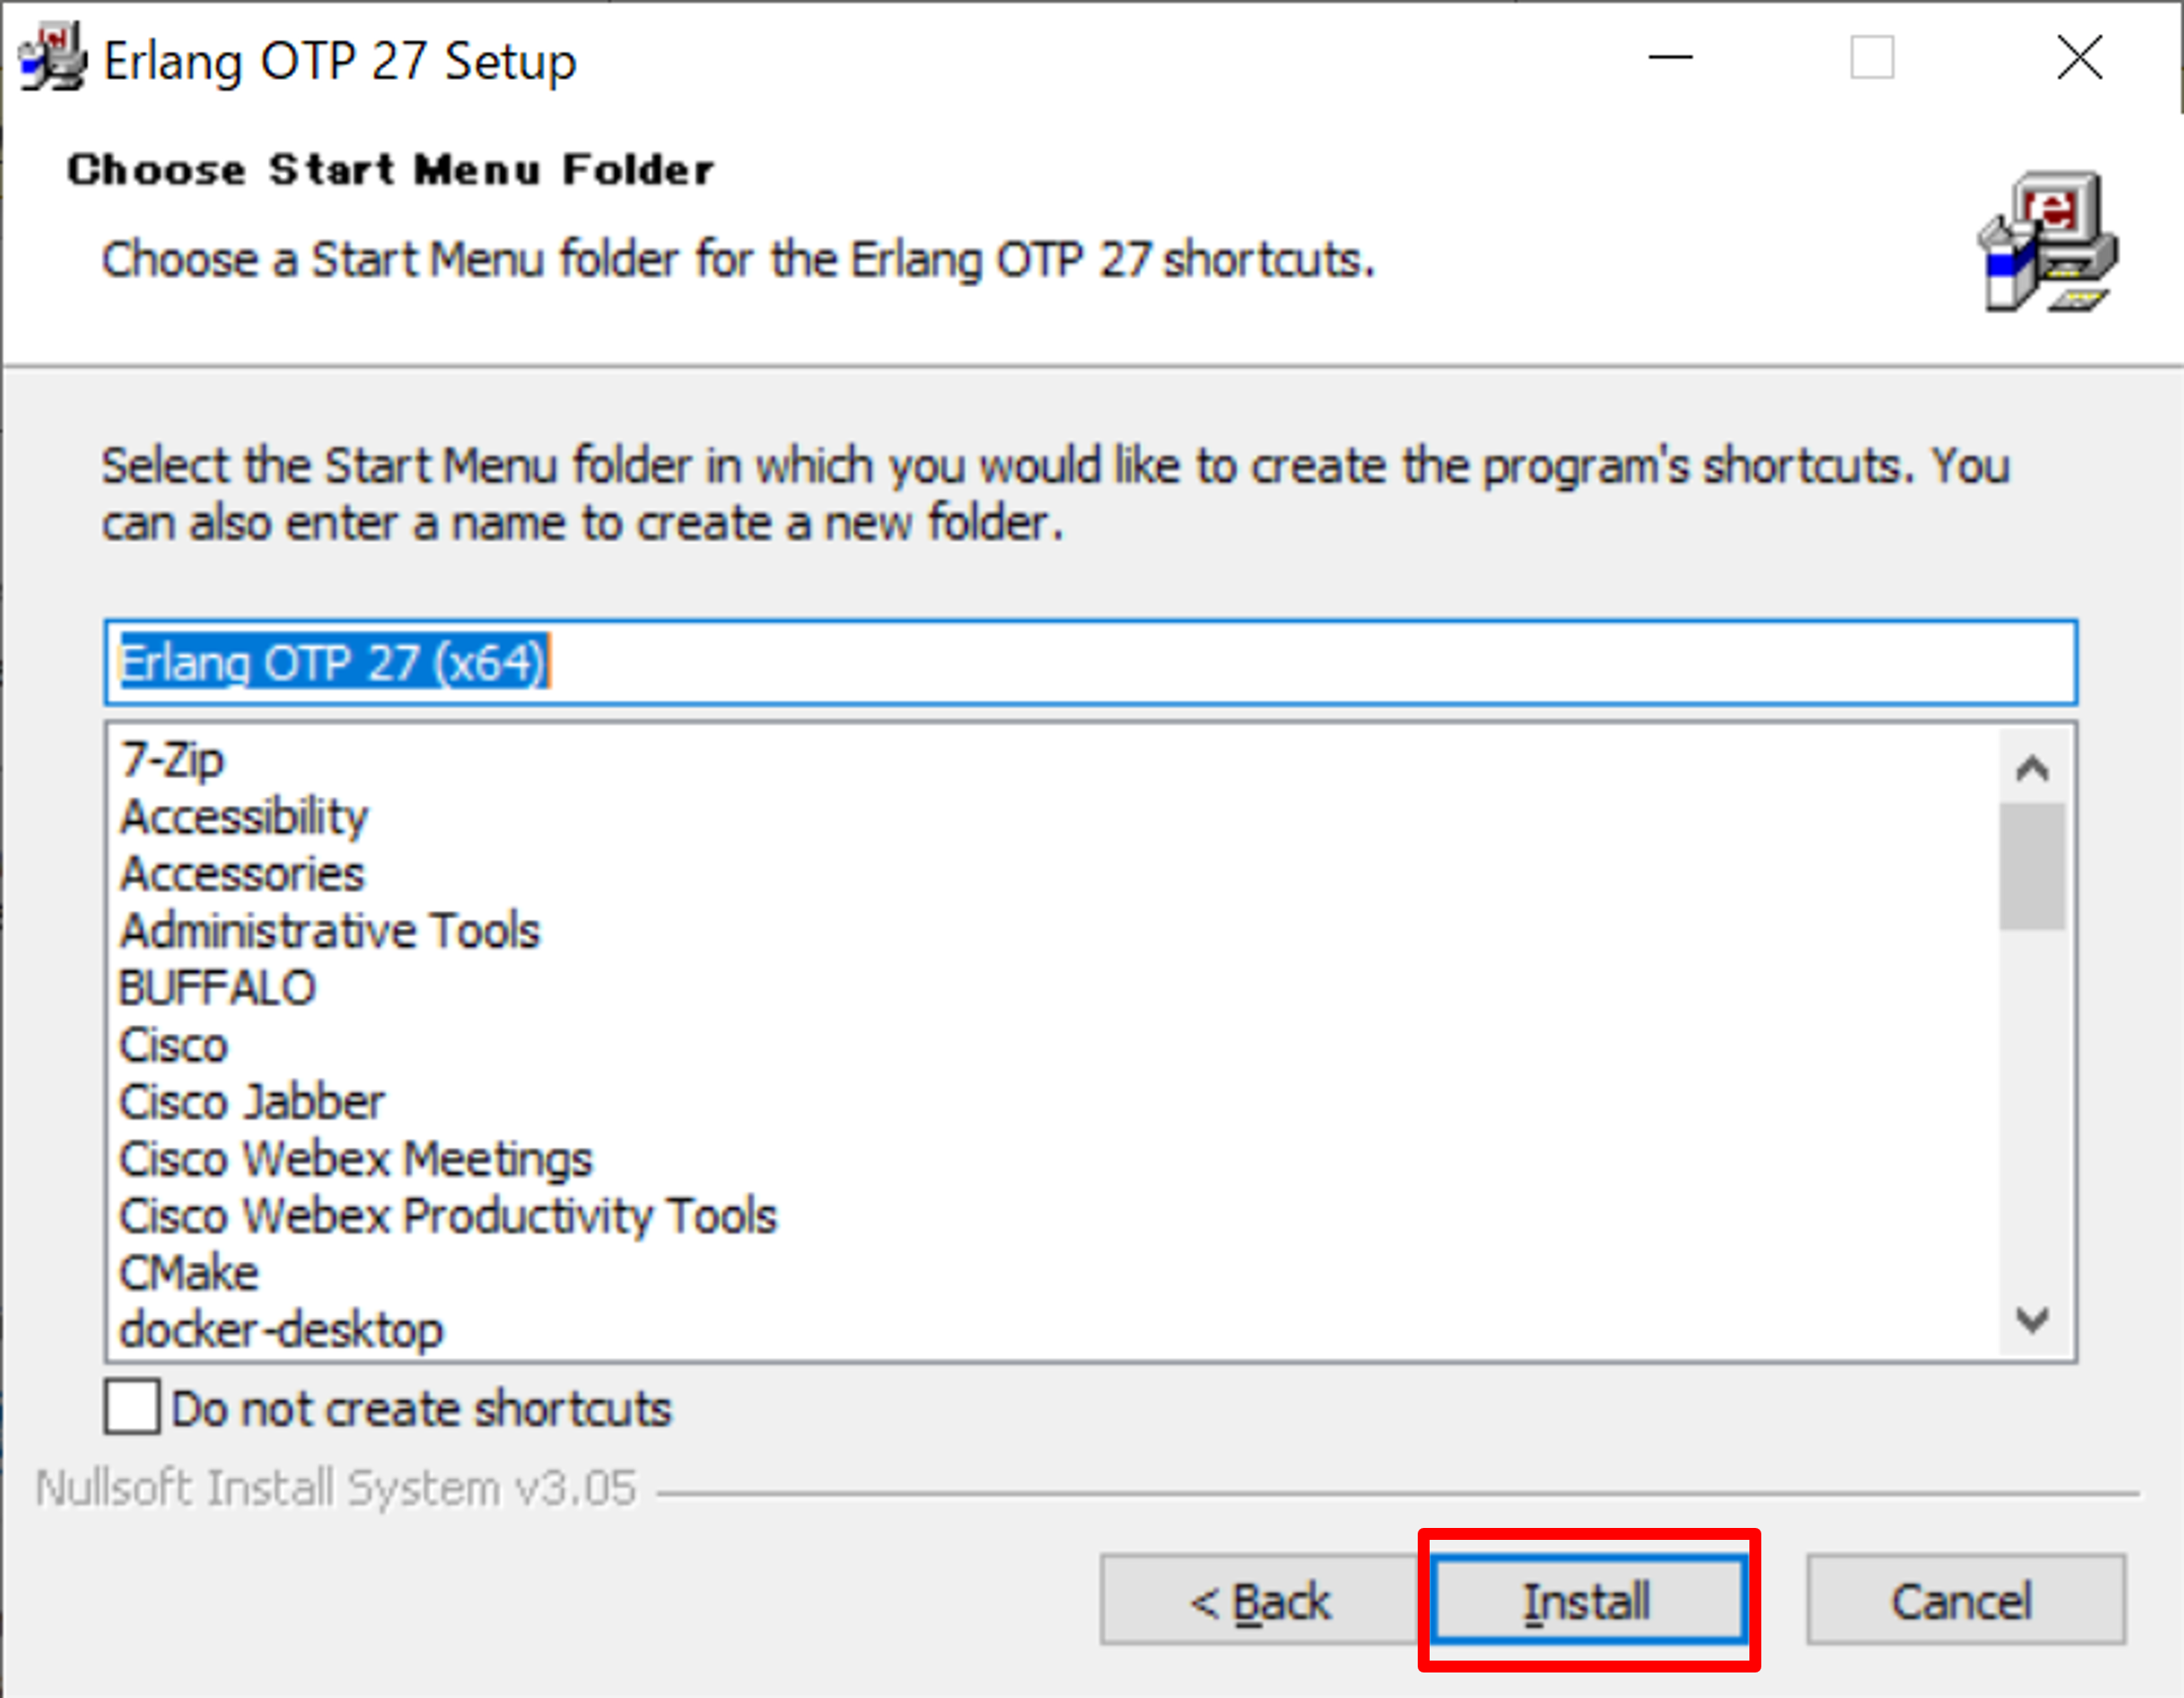 Erlang OTP 27 Setup
Choose Start Menu Folder
Choose a Start Menu folder for the Erlang OTP 27 shortcuts.
Select the Start Menu folder in which you would like to create the program's shortcuts. You
can also enter a name to create a new folder.
Erlang OTP 27 (x64)
7-Zip
Accessibility
Accessories
Administrative Tools
BUFFALO
Cisco
Cisco Jabber
Cisco Webex Meetings
Cisco Webex Productivity Tools
CMake
docker-desktop
Do not create shortcuts
Nullsoft Install System v3.05
< Back Install Cancel